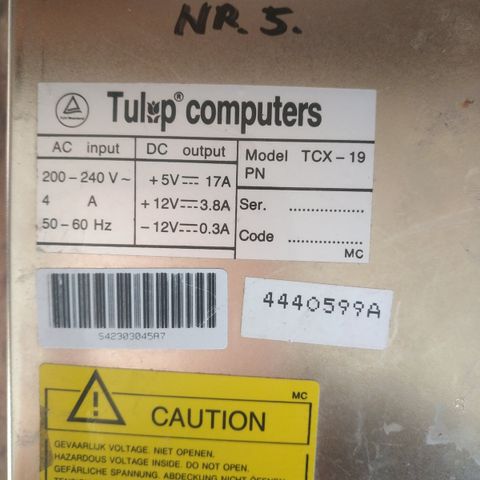 NR. 5.
Tulip® computers
AC input
DC output
Model TCX-19
PN
200-240 V~
4 A
50-60 Hz
+5V 17A
+12V 3.8A
-12V 0.3A
Ser. ....................
Code ....................
MC
S42303045A7
4440599A
MC
CAUTION
GEVAARLIJK VOLTAGE. NIET OPENEN.
HAZARDOUS VOLTAGE INSIDE. DO NOT OPEN.
GEFÄRLICHE SPANNUNG. ABDECKUNG NICHT ÖFFNEN